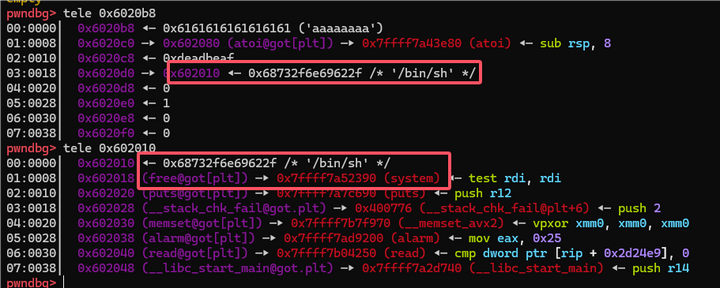 empty
pwndbg> tele 0x6020b8
00:0000│ 0x6020b8 ◂— 0x6161616161616161 ('aaaaaaaa')
01:0008│ 0x6020c0 —▸ 0x602080 (atoi@got[plt]) —▸ 0x7ffff7a43e80 (atoi) ◂— sub rsp, 8
02:0010│ 0x6020c8 ◂— 0xdeadbeaf
03:0018│ 0x6020d0 —▸ 0x602010 ◂— 0x68732f6e69622f /* '/bin/sh' */
04:0020│ 0x6020d8 ◂— 0
05:0028│ 0x6020e0 ◂— 1
06:0030│ 0x6020e8 ◂— 0
07:0038│ 0x6020f0 ◂— 0
pwndbg> tele 0x602010
00:0000│ 0x602010 ◂— 0x68732f6e69622f /* '/bin/sh' */
01:0008│ 0x602018 (free@got[plt]) —▸ 0x7ffff7a52390 (system) ◂— test rdi, rdi
02:0010│ 0x602020 (puts@got[plt]) —▸ 0x7ffff7a7c690 (puts) ◂— push r12
03:0018│ 0x602028 (__stack_chk_fail@got.plt) —▸ 0x400776 (__stack_chk_fail@plt+6) ◂— push 2
04:0020│ 0x602030 (memset@got[plt]) —▸ 0x7ffff7b7f970 (__memset_avx2) ◂— vpxor xmm0, xmm0, xmm0
05:0028│ 0x602038 (alarm@got[plt]) —▸ 0x7ffff7ad9200 (alarm) ◂— mov eax, 0x25
06:0030│ 0x602040 (read@got[plt]) —▸ 0x7ffff7b04250 (read) ◂— cmp dword ptr [rip + 0x2d24e9], 0
07:0038│ 0x602048 (__libc_start_main@got.plt) —▸ 0x7ffff7a2d740 (__libc_start_main) ◂— push r14
pwndbg>